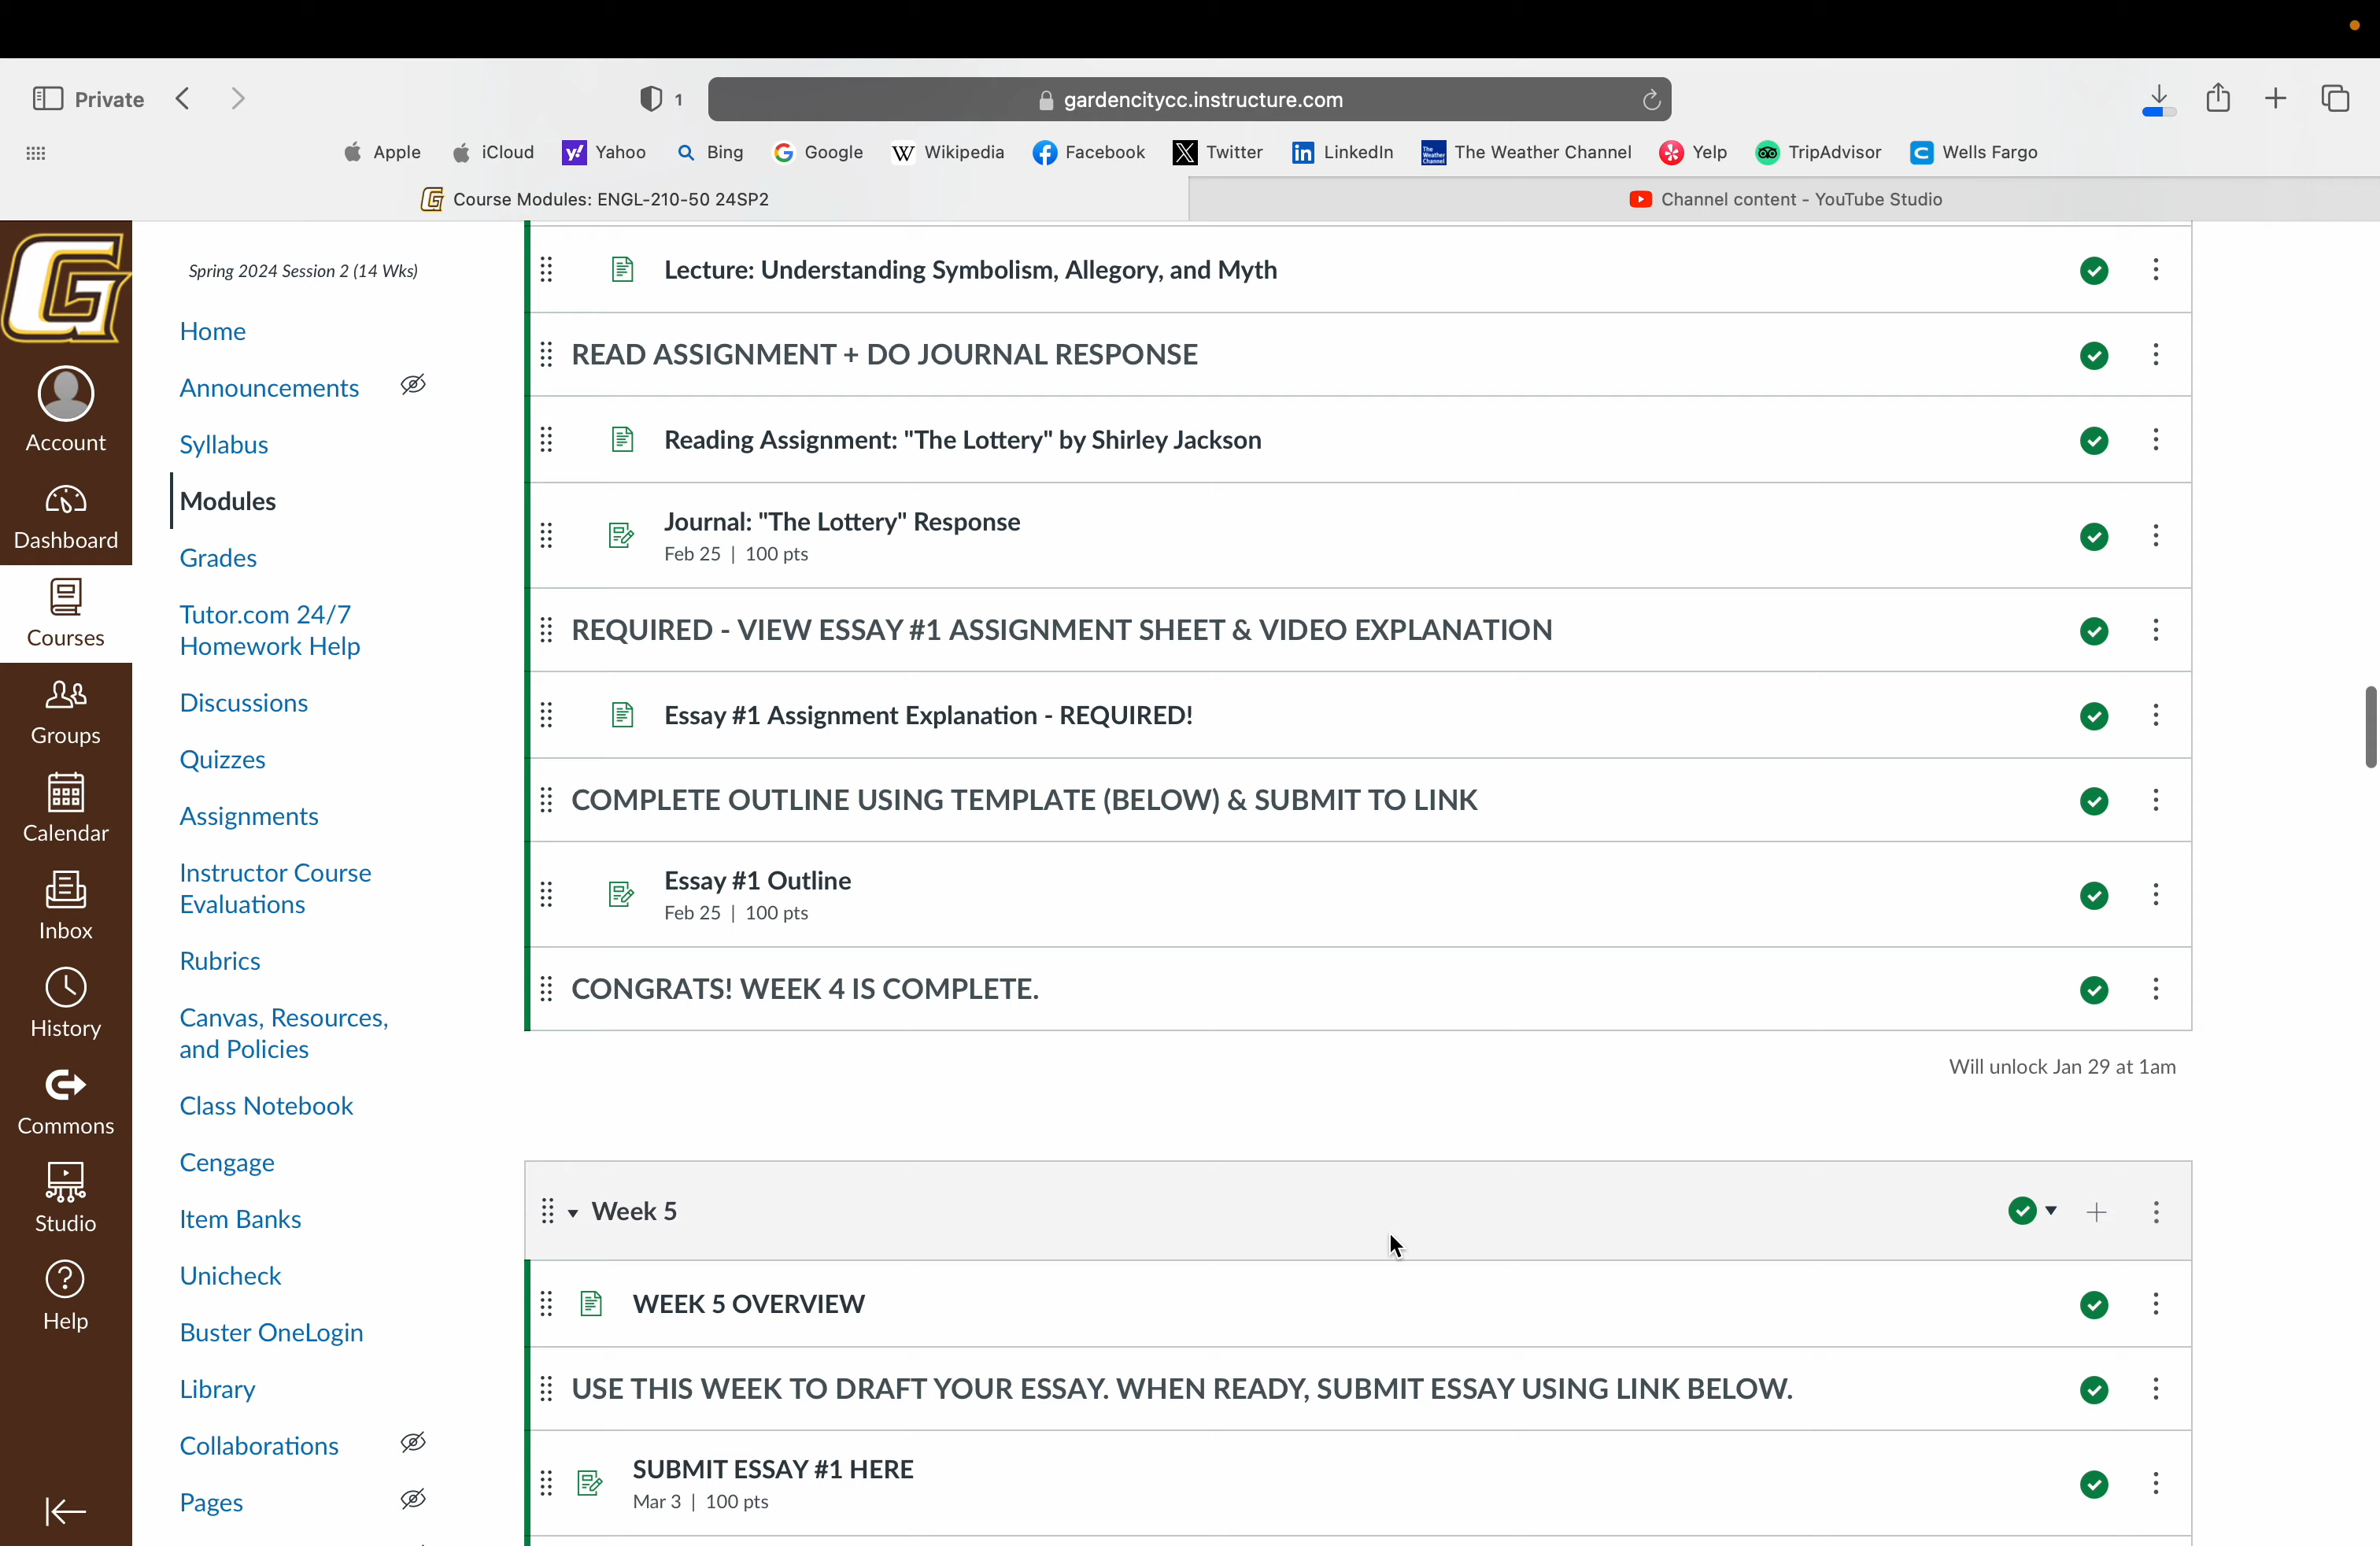 Private
1
gardencitycc.instructure.com
Apple
iCloud
Yahoo
Bing
Google
Wikipedia
Facebook
Twitter
LinkedIn
The Weather Channel
Yelp
TripAdvisor
Wells Fargo
Course Modules: ENGL-210-50 24SP2
Channel content - YouTube Studio
Account
Dashboard
Courses
Groups
Calendar
Inbox
History
Commons
Studio
Help
Spring 2024 Session 2 (14 Wks)
Home
Announcements
Syllabus
Modules
Grades
Tutor.com 24/7
Homework Help
Discussions
Quizzes
Assignments
Instructor Course
Evaluations
Rubrics
Canvas, Resources,
and Policies
Class Notebook
Cengage
Item Banks
Unicheck
Buster OneLogin
Library
Collaborations
Pages
Lecture: Understanding Symbolism, Allegory, and Myth
READ ASSIGNMENT + DO JOURNAL RESPONSE
Reading Assignment: "The Lottery" by Shirley Jackson
Journal: "The Lottery" Response
Feb 25 | 100 pts
REQUIRED - VIEW ESSAY #1 ASSIGNMENT SHEET & VIDEO EXPLANATION
Essay #1 Assignment Explanation - REQUIRED!
COMPLETE OUTLINE USING TEMPLATE (BELOW) & SUBMIT TO LINK
Essay #1 Outline
Feb 25 | 100 pts
CONGRATS! WEEK 4 IS COMPLETE.
Will unlock Jan 29 at 1am
Week 5
WEEK 5 OVERVIEW
USE THIS WEEK TO DRAFT YOUR ESSAY. WHEN READY, SUBMIT ESSAY USING LINK BELOW.
SUBMIT ESSAY #1 HERE
Mar 3 | 100 pts